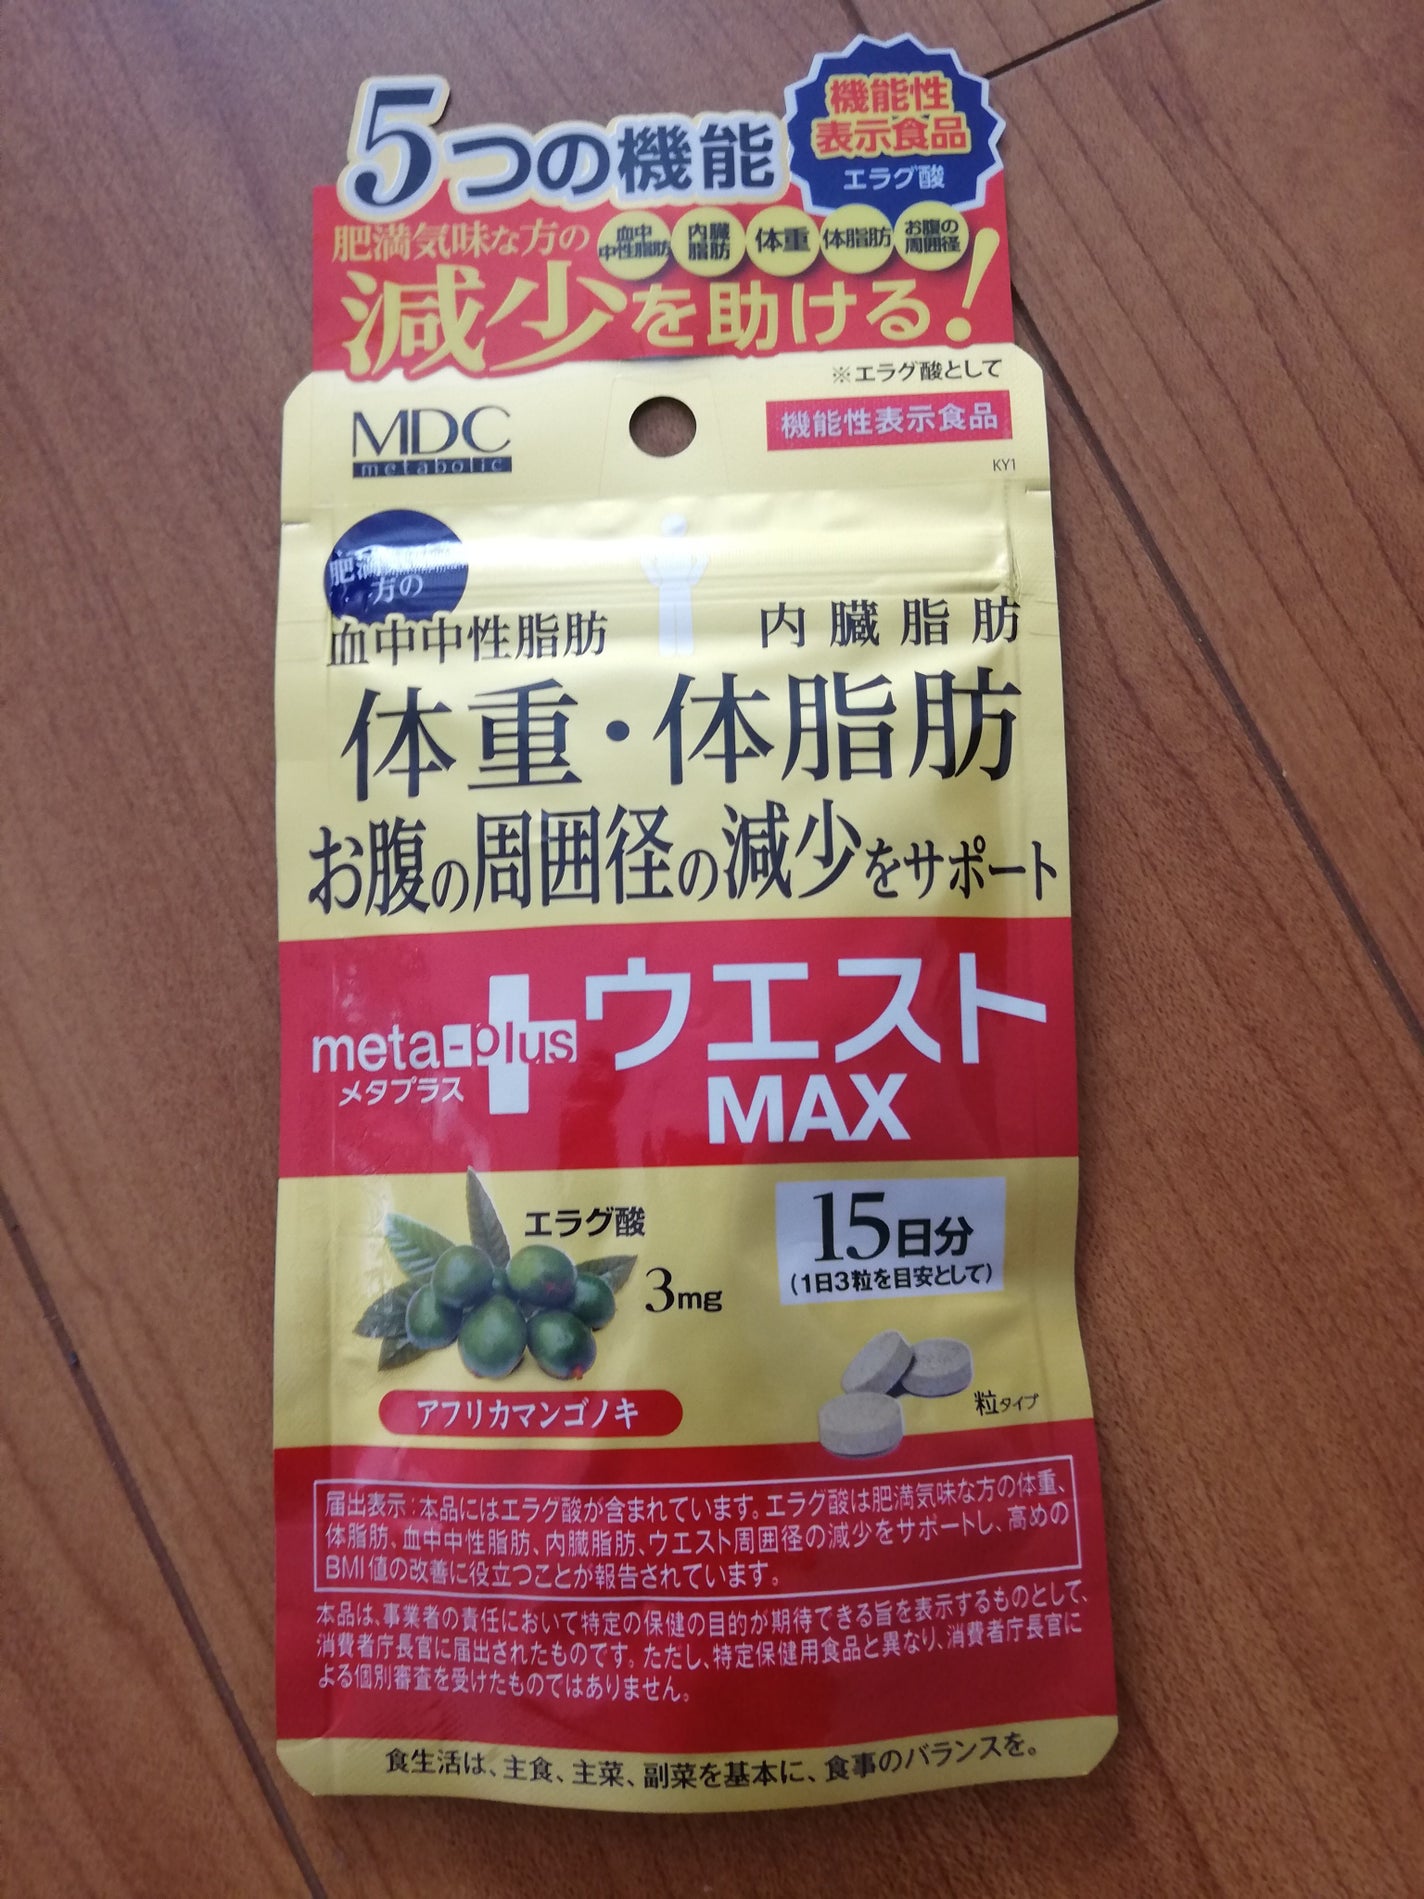 5つの機能
機能性
表示食品
エラグ酸
肥満気味な方の
血中
中性脂肪
内臓
脂肪
体重
体脂肪
お腹の
周囲径
減少を助ける!
※エラグ酸として
MDC
metabolic
機能性表示食品
KY1
肥満
方の
血中中性脂肪
内臓脂肪
体重・体脂肪
お腹の周囲径の減少をサポート
meta-plus
メタプラス
ウエスト
MAX
エラグ酸
3mg
15日分
(1日3粒を目安として)
アフリカマンゴノキ
粒タイプ
届出表示:本品にはエラグ酸が含まれています。エラグ酸は肥満気味な方の体重、
体脂肪、血中中性脂肪、内臓脂肪、ウエスト周囲径の減少をサポートし、高めの
BMI値の改善に役立つことが報告されています。
本品は、事業者の責任において特定の保健の目的が期待できる旨を表示するものとして、
消費者庁長官に届出されたものです。ただし、特定保健用食品と異なり、消費者庁長官に
よる個別審査を受けたものではありません。
食生活は、主食、主菜、副菜を基本に、食事のバランスを。